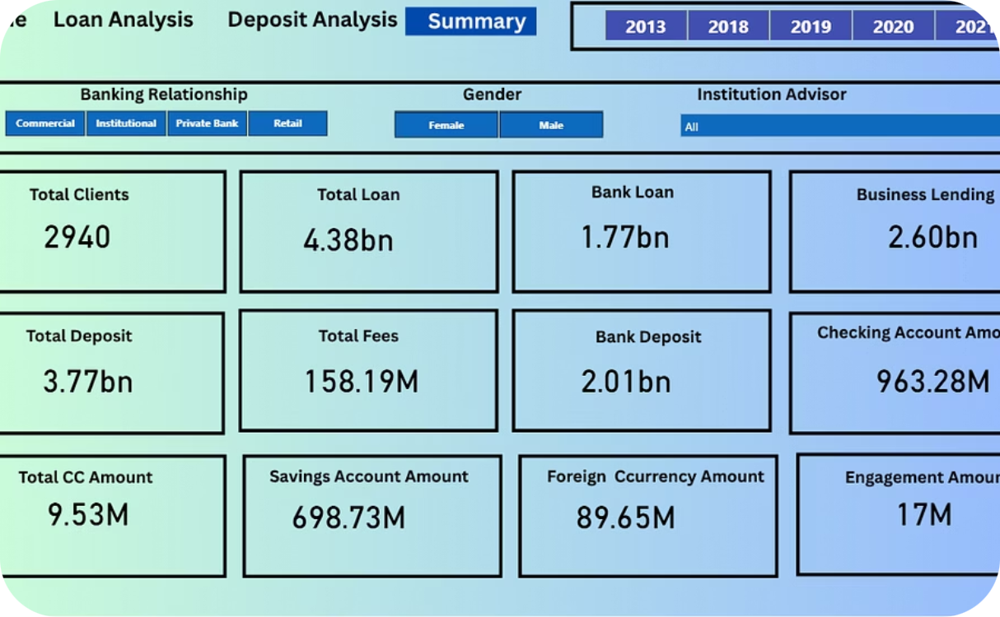 Loan Analysis Deposit Analysis Summary 2013 2018 2019 2020 2021
Banking Relationship Gender Institution Advisor
Commercial Institutional Private Bank Retail Female Male All
Total Clients Total Loan Bank Loan Business Lending
2940 4.38bn 1.77bn 2.60bn
Total Deposit Total Fees Bank Deposit Checking Account Amo
3.77bn 158.19M 2.01bn 963.28M
Total CC Amount Savings Account Amount Foreign Ccurrency Amount Engagement Amoun
9.53M 698.73M 89.65M 17M